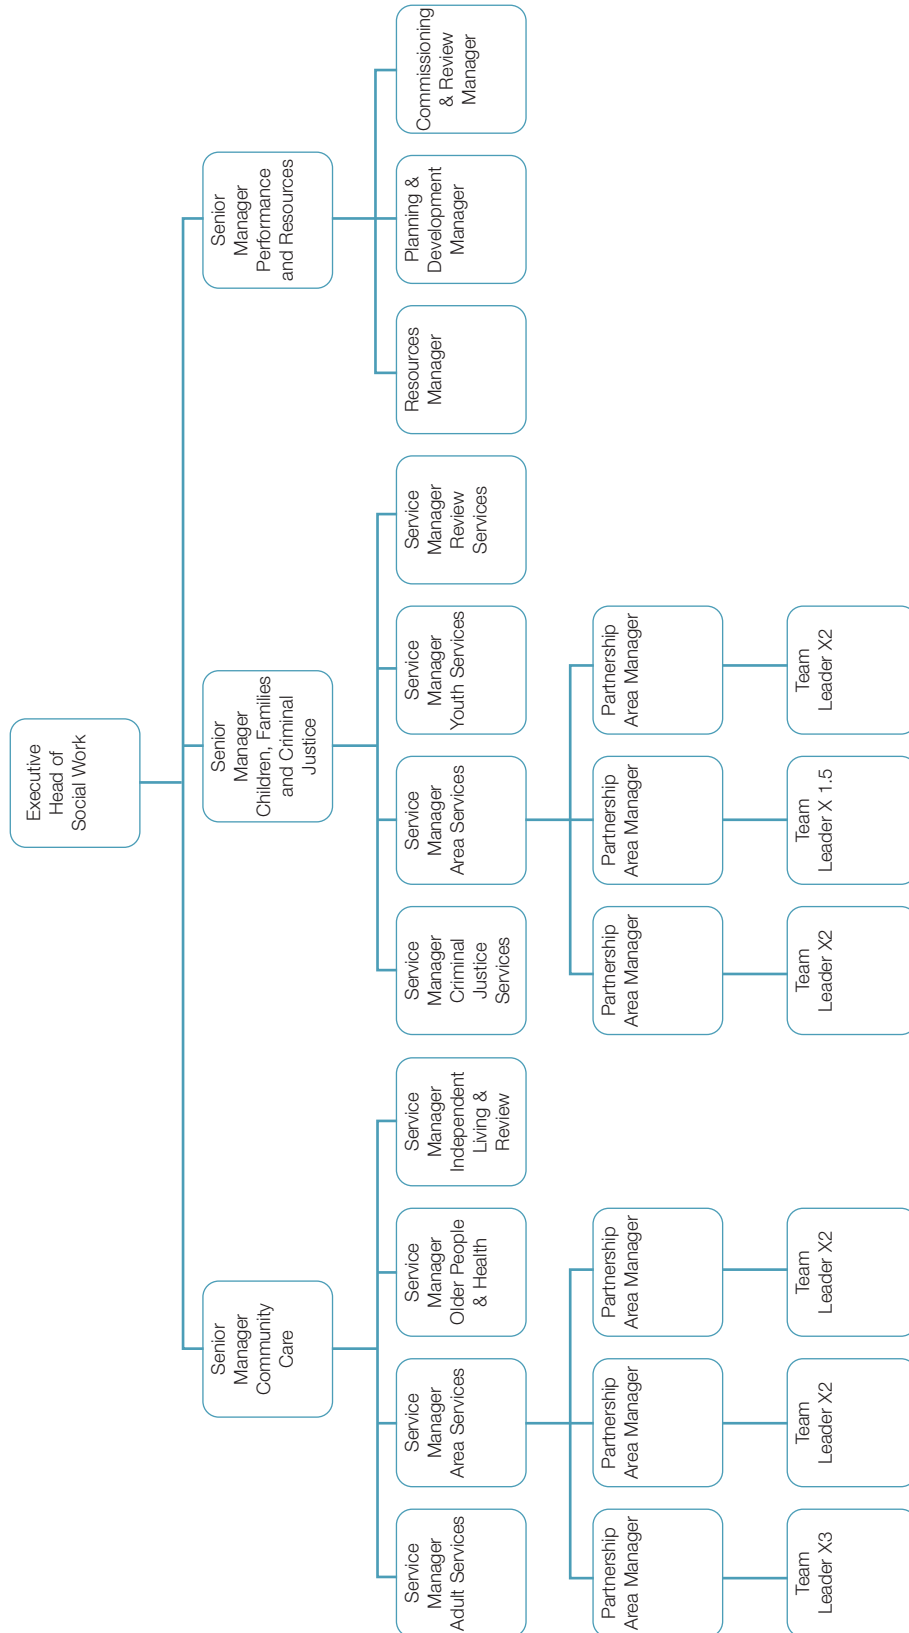 Executive
Head of
Social Work
Senior
Manager
Community
Care
Senior
Manager
Children, Families
and Criminal
Justice
Senior
Manager
Performance
and Resources
Service
Manager
Adult Services
Service
Manager
Area Services
Service
Manager
Older People
& Health
Service
Manager
Independent
Living &
Review
Service
Manager
Criminal
Justice
Services
Service
Manager
Area Services
Service
Manager
Youth Services
Service
Manager
Review
Services
Resources
Manager
Planning &
Development
Manager
Commissioning
& Review
Manager
Partnership
Area Manager
Partnership
Area Manager
Partnership
Area Manager
Partnership
Area Manager
Partnership
Area Manager
Partnership
Area Manager
Team
Leader X3
Team
Leader X2
Team
Leader X2
Team
Leader X2
Team
Leader X 1.5
Team
Leader X2